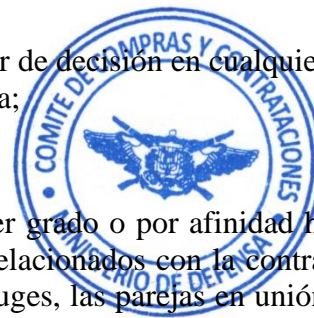 r de decisión en cualquie
a;
COMITE DE COMPRAS Y CONTRATACIONES
er grado o por afinidad h
elacionados con la contra
uges, las parejas en unión
MINISTERIO DE DEFENSA